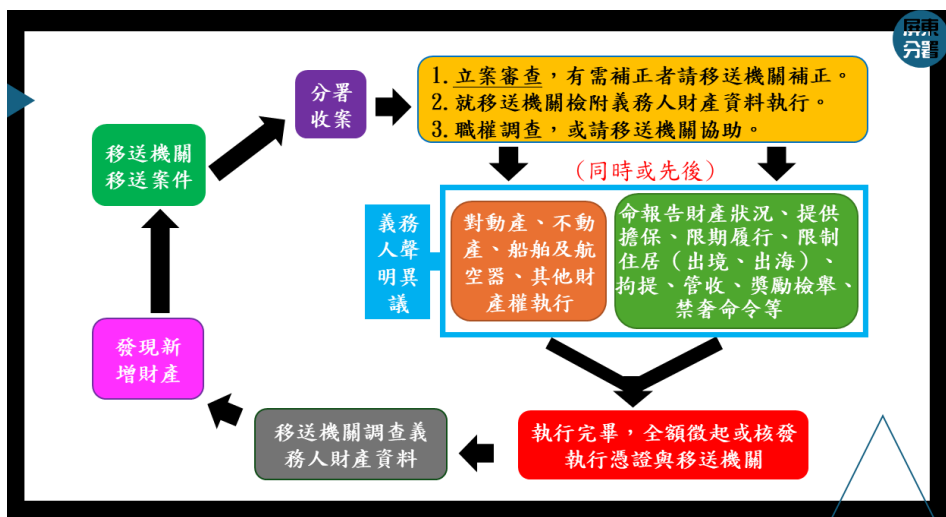 屏東
分署
分署
收案
1. 立案審查，有需補正者請移送機關補正。
2. 就移送機關檢附義務人財產資料執行。
3. 職權調查，或請移送機關協助。
移送機關
移送案件
（同時或先後）
義務
人聲
明異
議
對動產、不動
產、船舶及航
空器、其他財
產權執行
命報告財產狀況、提供
擔保、限期履行、限制
住居（出境、出海）、
拘提、管收、獎勵檢舉、
禁奢命令等
發現新
增財產
移送機關調查義
務人財產資料
執行完畢，全額徵起或核發
執行憑證與移送機關